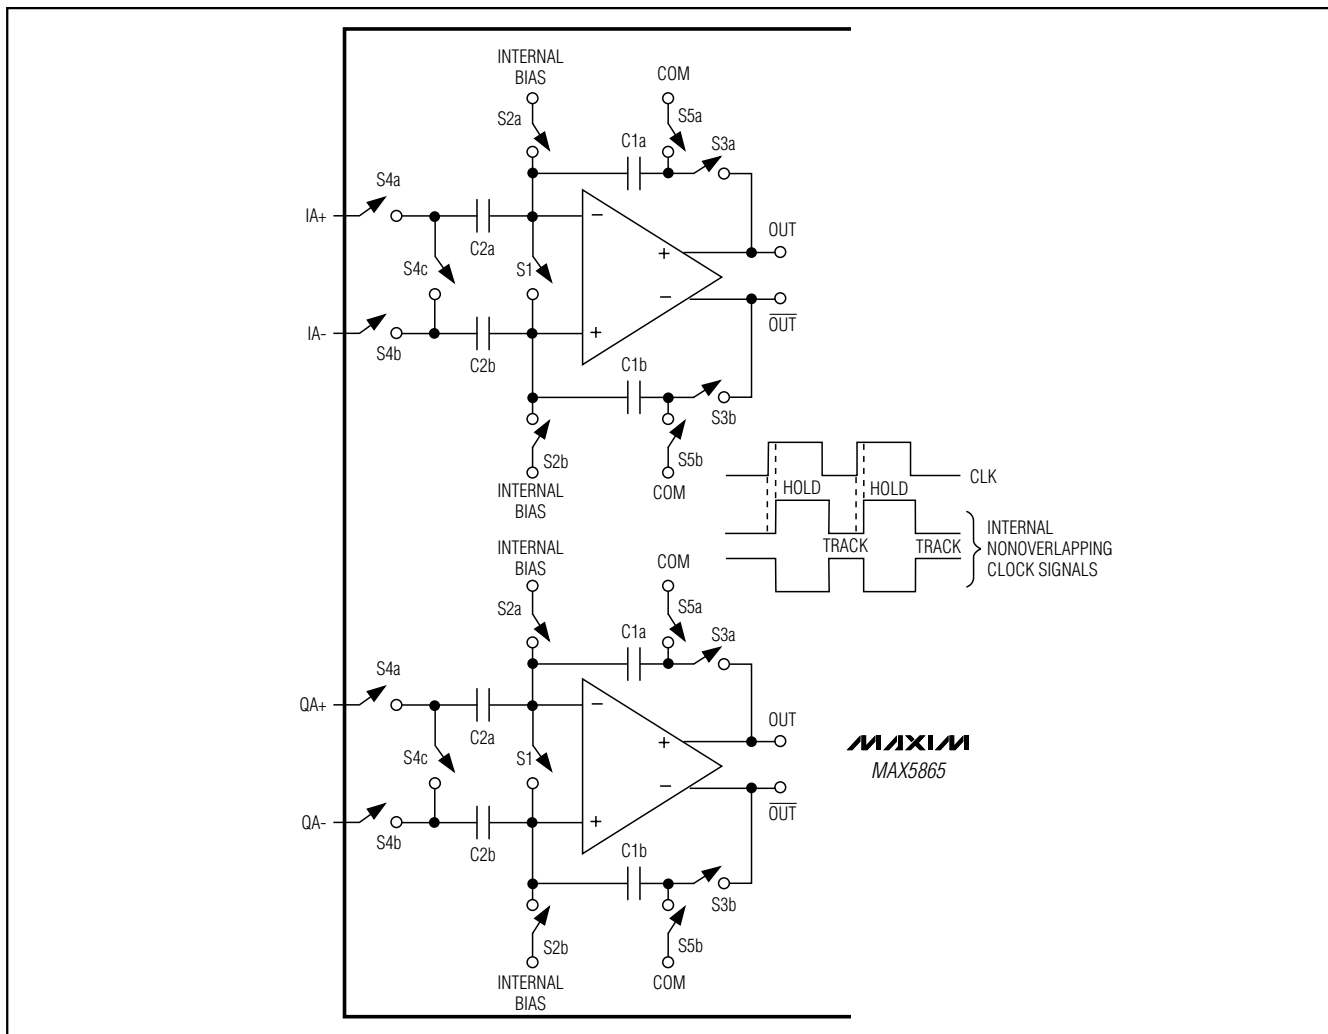 INTERNAL
BIAS
COM
S2a
S5a
C1a
S3a
S4a
IA+
−
C2a
OUT
+
S4c
S1
−
OUT
IA-
+
S4b
C2b
C1b
S3b
S2b
S5b
INTERNAL
BIAS
COM
CLK
HOLD
HOLD
TRACK
TRACK
INTERNAL
NONOVERLAPPING
CLOCK SIGNALS
INTERNAL
BIAS
COM
S2a
S5a
C1a
S3a
S4a
QA+
−
C2a
OUT
+
S4c
S1
MAXIM
MAX5865
−
OUT
QA-
+
S4b
C2b
C1b
S3b
S2b
S5b
INTERNAL
BIAS
COM